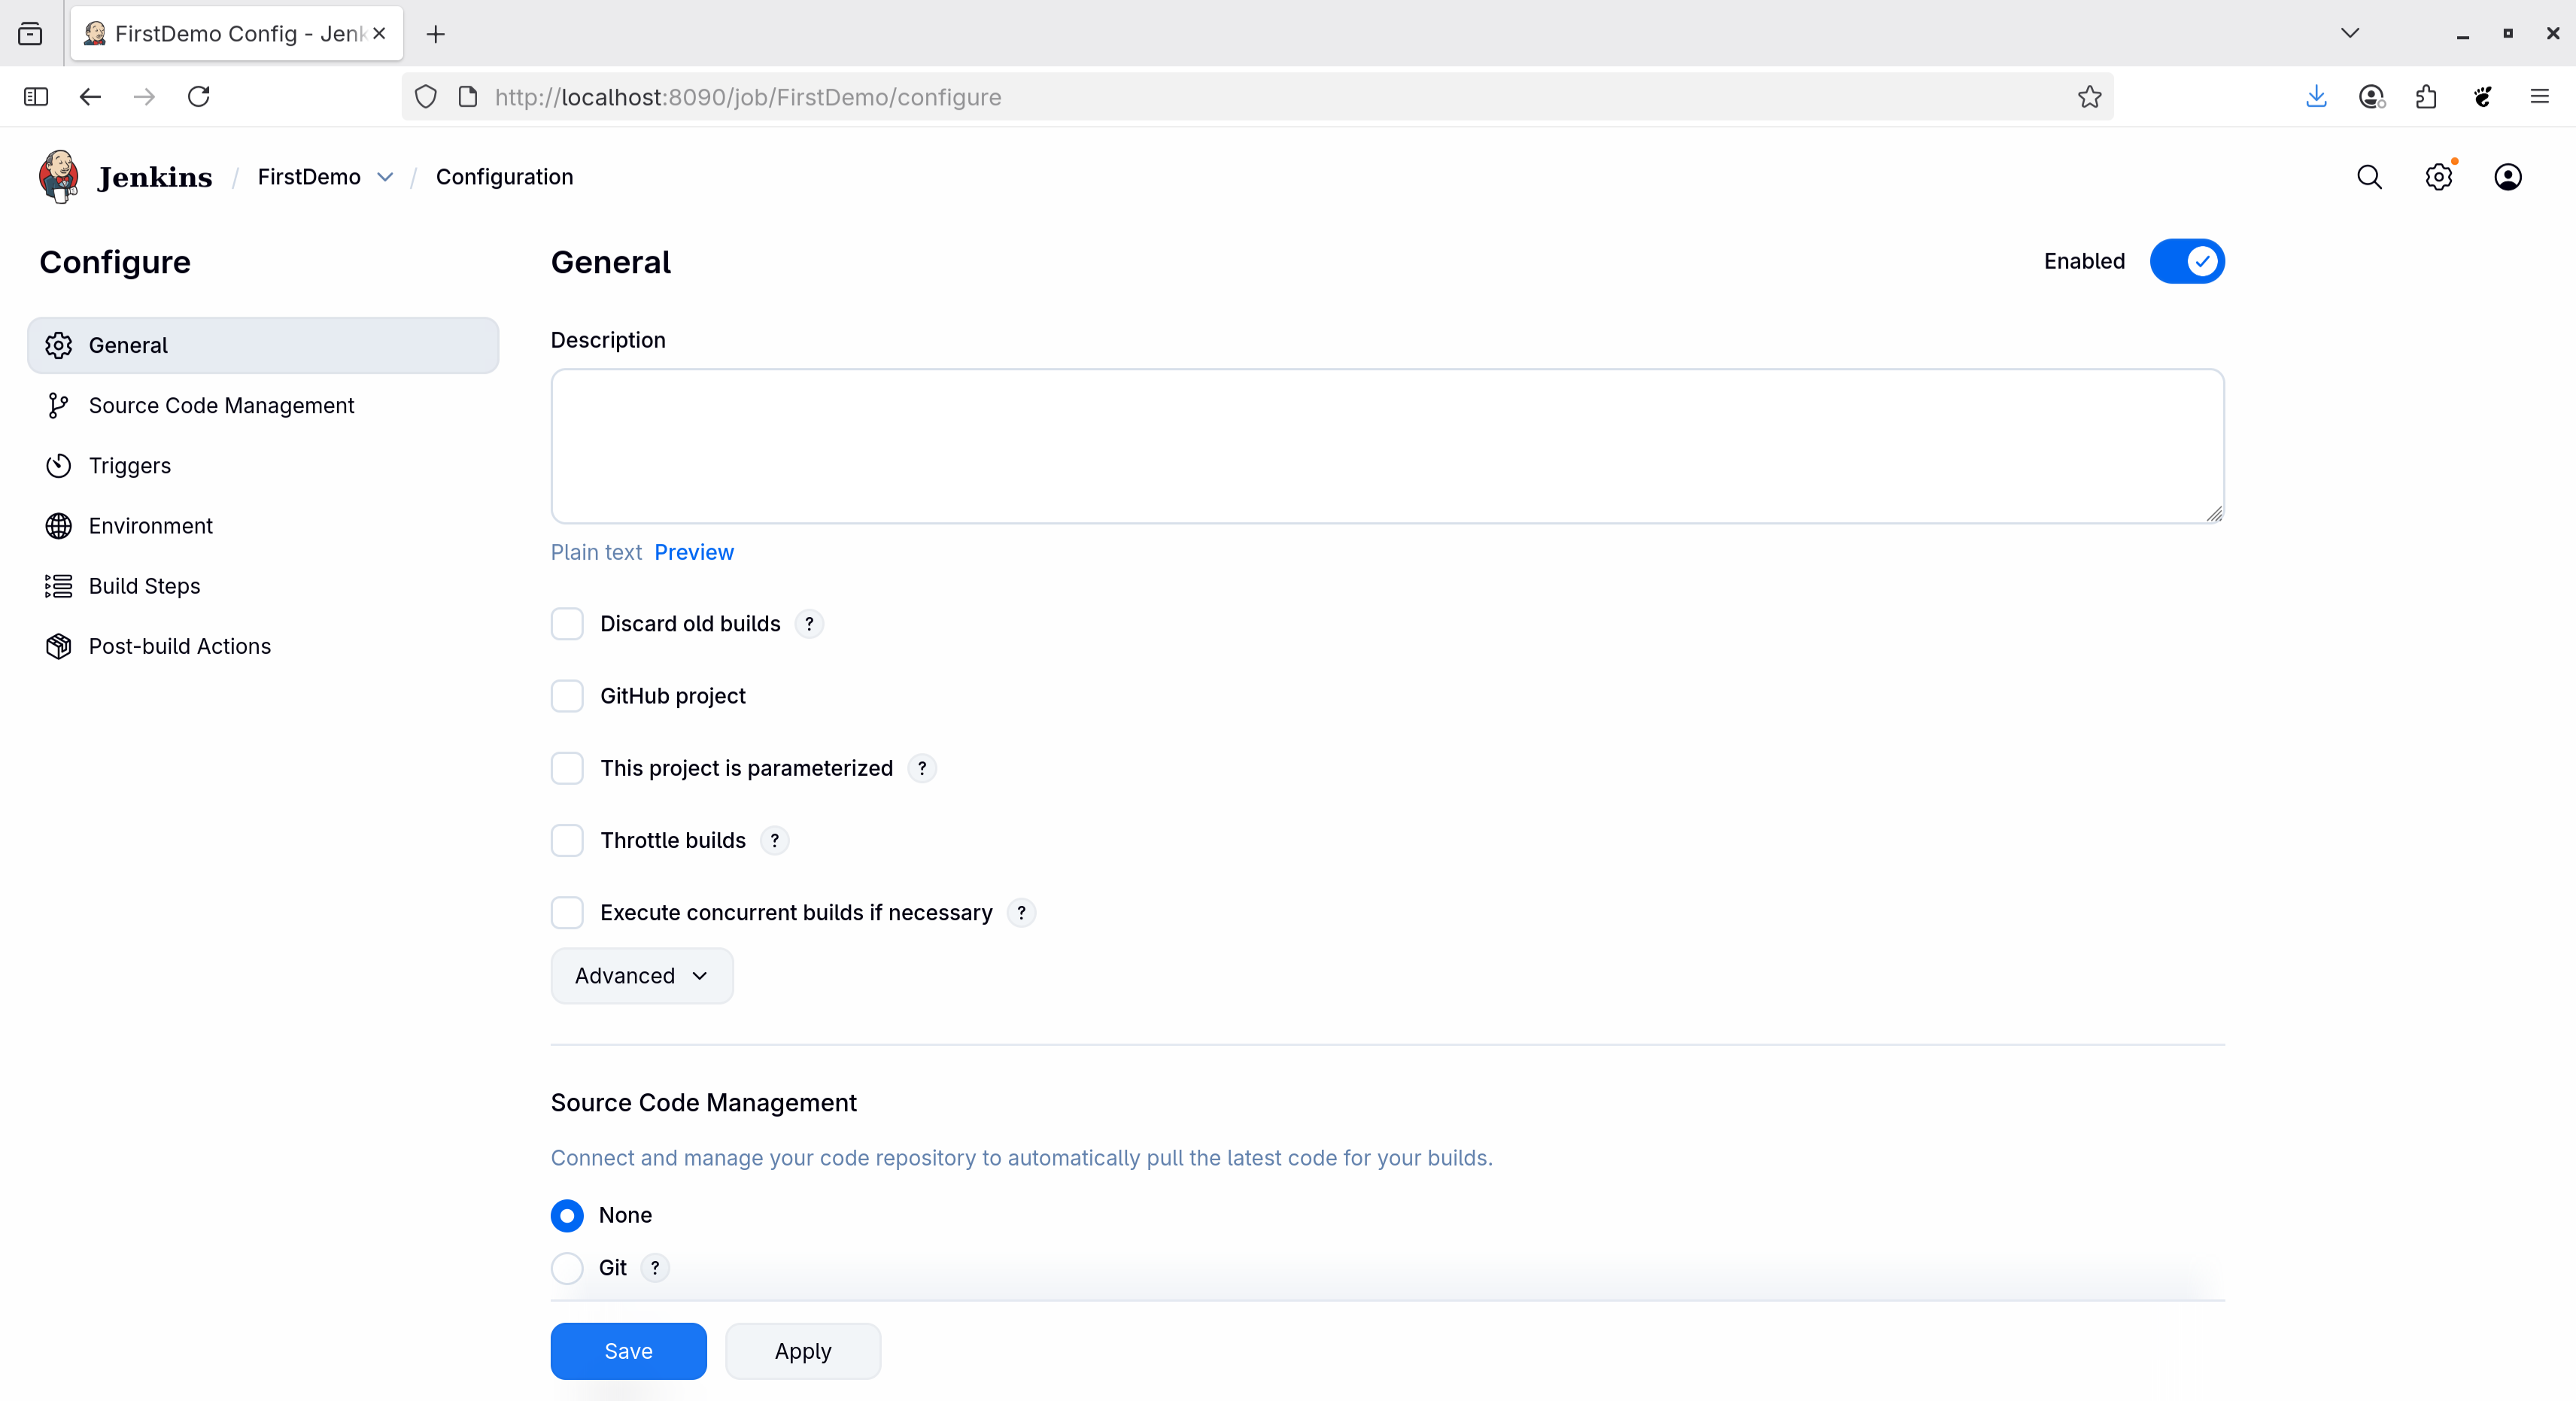 FirstDemo Config - Jenk
http://localhost:8090/job/FirstDemo/configure
Jenkins / FirstDemo / Configuration
Configure
General
Source Code Management
Triggers
Environment
Build Steps
Post-build Actions
General
Enabled
Description
Plain text Preview
Discard old builds ?
GitHub project
This project is parameterized ?
Throttle builds ?
Execute concurrent builds if necessary ?
Advanced
Source Code Management
Connect and manage your code repository to automatically pull the latest code for your builds.
None
Git ?
Save
Apply